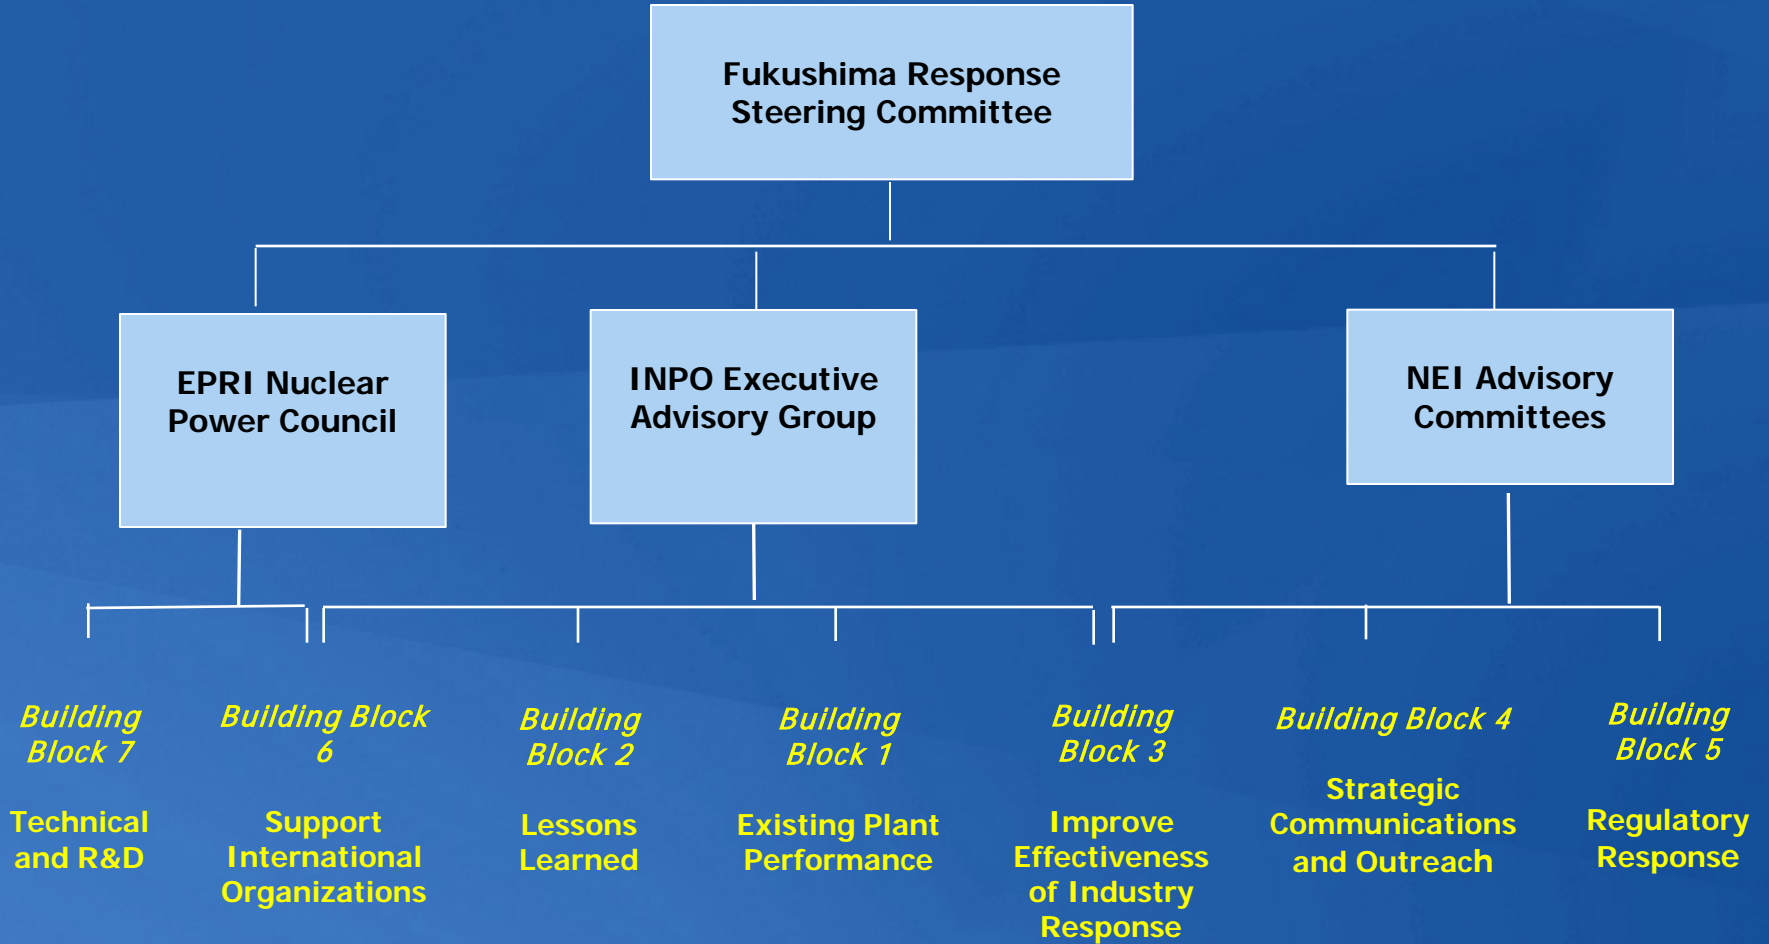 Fukushima Response
Steering Committee
EPRI Nuclear
Power Council
INPO Executive
Advisory Group
NEI Advisory
Committees
Building
Block 7
Technical
and R&D
Building Block
6
Support
International
Organizations
Building
Block 2
Lessons
Learned
Building
Block 1
Existing Plant
Performance
Building
Block 3
Improve
Effectiveness
of Industry
Response
Building Block 4
Strategic
Communications
and Outreach
Building
Block 5
Regulatory
Response